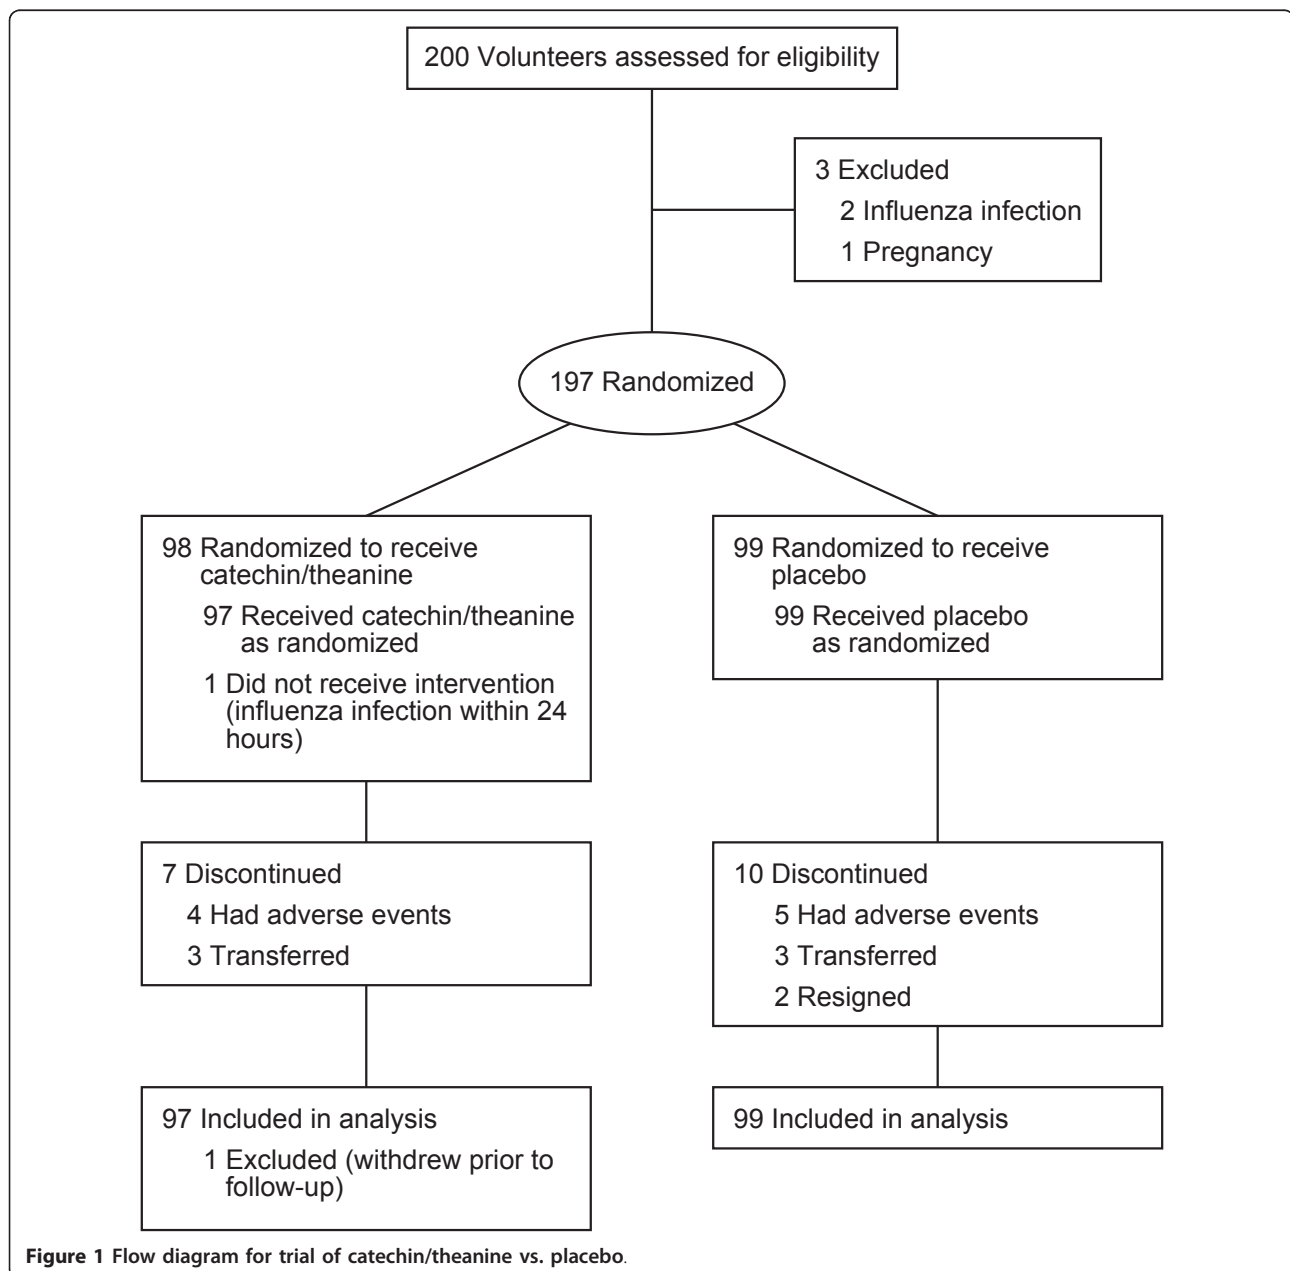 200 Volunteers assessed for eligibility
3 Excluded
2 Influenza infection
1 Pregnancy
197 Randomized
98 Randomized to receive
catechin/theanine
97 Received catechin/theanine
as randomized
1 Did not receive intervention
(influenza infection within 24
hours)
99 Randomized to receive
placebo
99 Received placebo
as randomized
7 Discontinued
4 Had adverse events
3 Transferred
10 Discontinued
5 Had adverse events
3 Transferred
2 Resigned
97 Included in analysis
1 Excluded (withdrew prior to
follow-up)
99 Included in analysis
Figure 1 Flow diagram for trial of catechin/theanine vs. placebo.